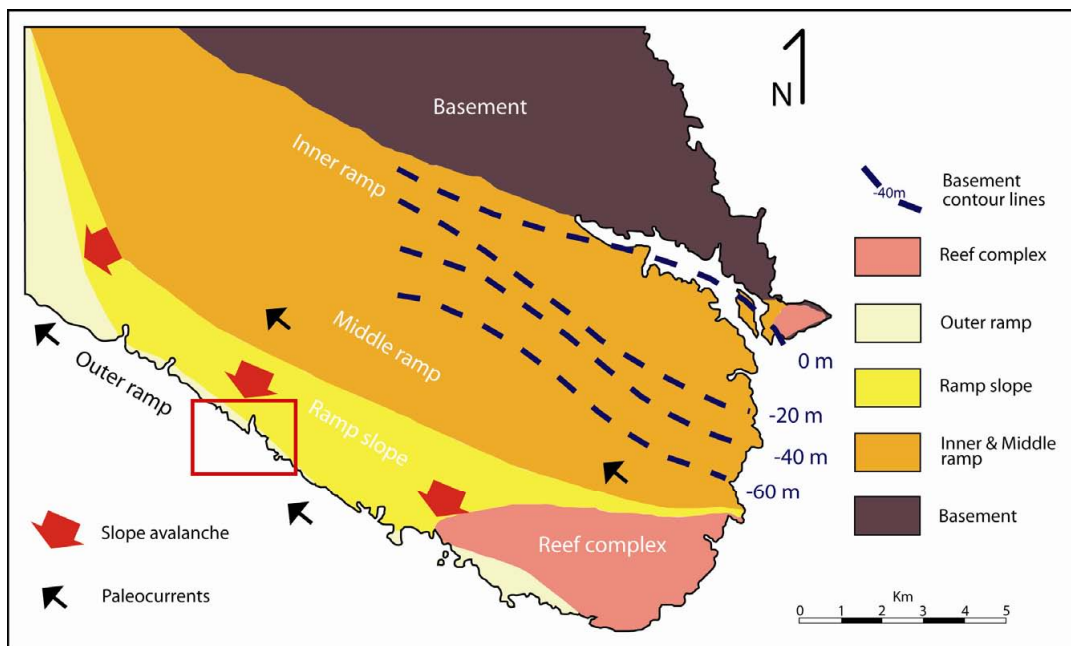 Basement
Inner ramp
Middle ramp
Ramp slope
Outer ramp
Reef complex
N
0 m
-20 m
-40 m
-60 m
-40m
Basement
contour lines
Reef complex
Outer ramp
Ramp slope
Inner & Middle
ramp
Basement
Slope avalanche
Paleocurrents
Km
0 1 2 3 4 5